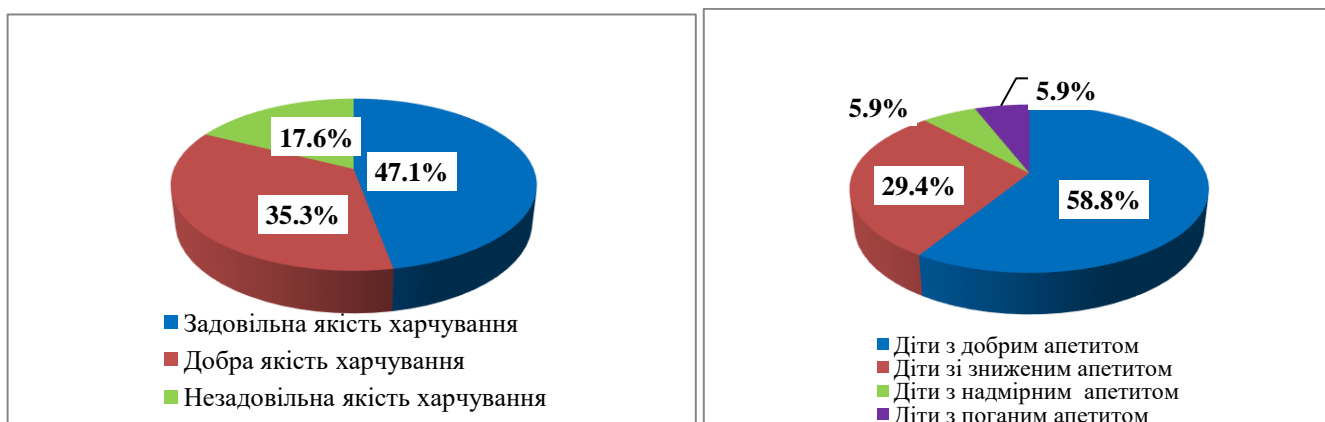 17.6%
47.1%
35.3%
Задовільна якість харчування
Добра якість харчування
Незадовільна якість харчування
5.9%
5.9%
29.4%
58.8%
Діти з добрим апетитом
Діти зі зниженим апетитом
Діти з надмірним апетитом
Діти з поганим апетитом